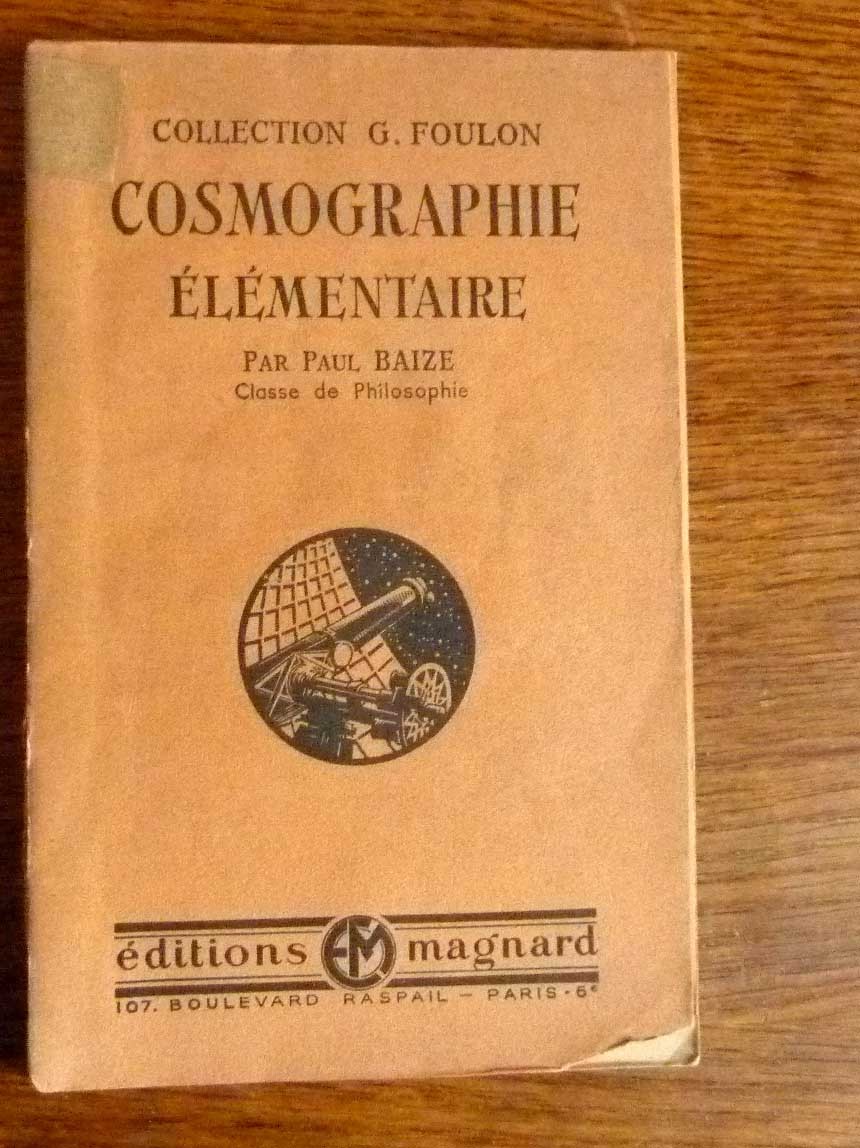 COLLECTION G. FOULON
COSMOGRAPHIE
ÉLÉMENTAIRE
PAR PAUL BAIZE
Classe de Philosophie
éditions EM magnard
107. BOULEVARD RASPAIL - PARIS - 6e